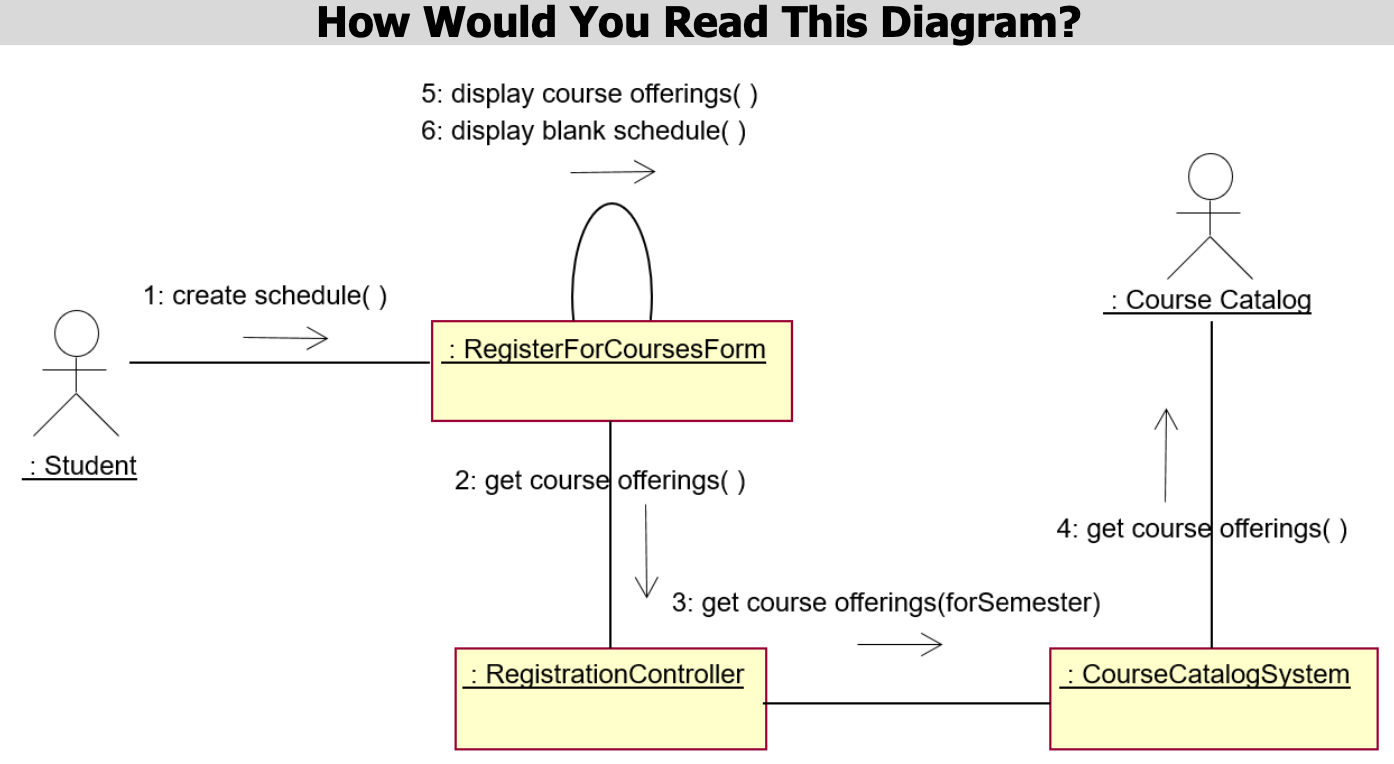 How Would You Read This Diagram?
5: display course offerings( )
6: display blank schedule( )
1: create schedule( )
: Course Catalog
: RegisterForCoursesForm
: Student
2: get course offerings( )
4: get course offerings( )
3: get course offerings(forSemester)
: RegistrationController
: CourseCatalogSystem